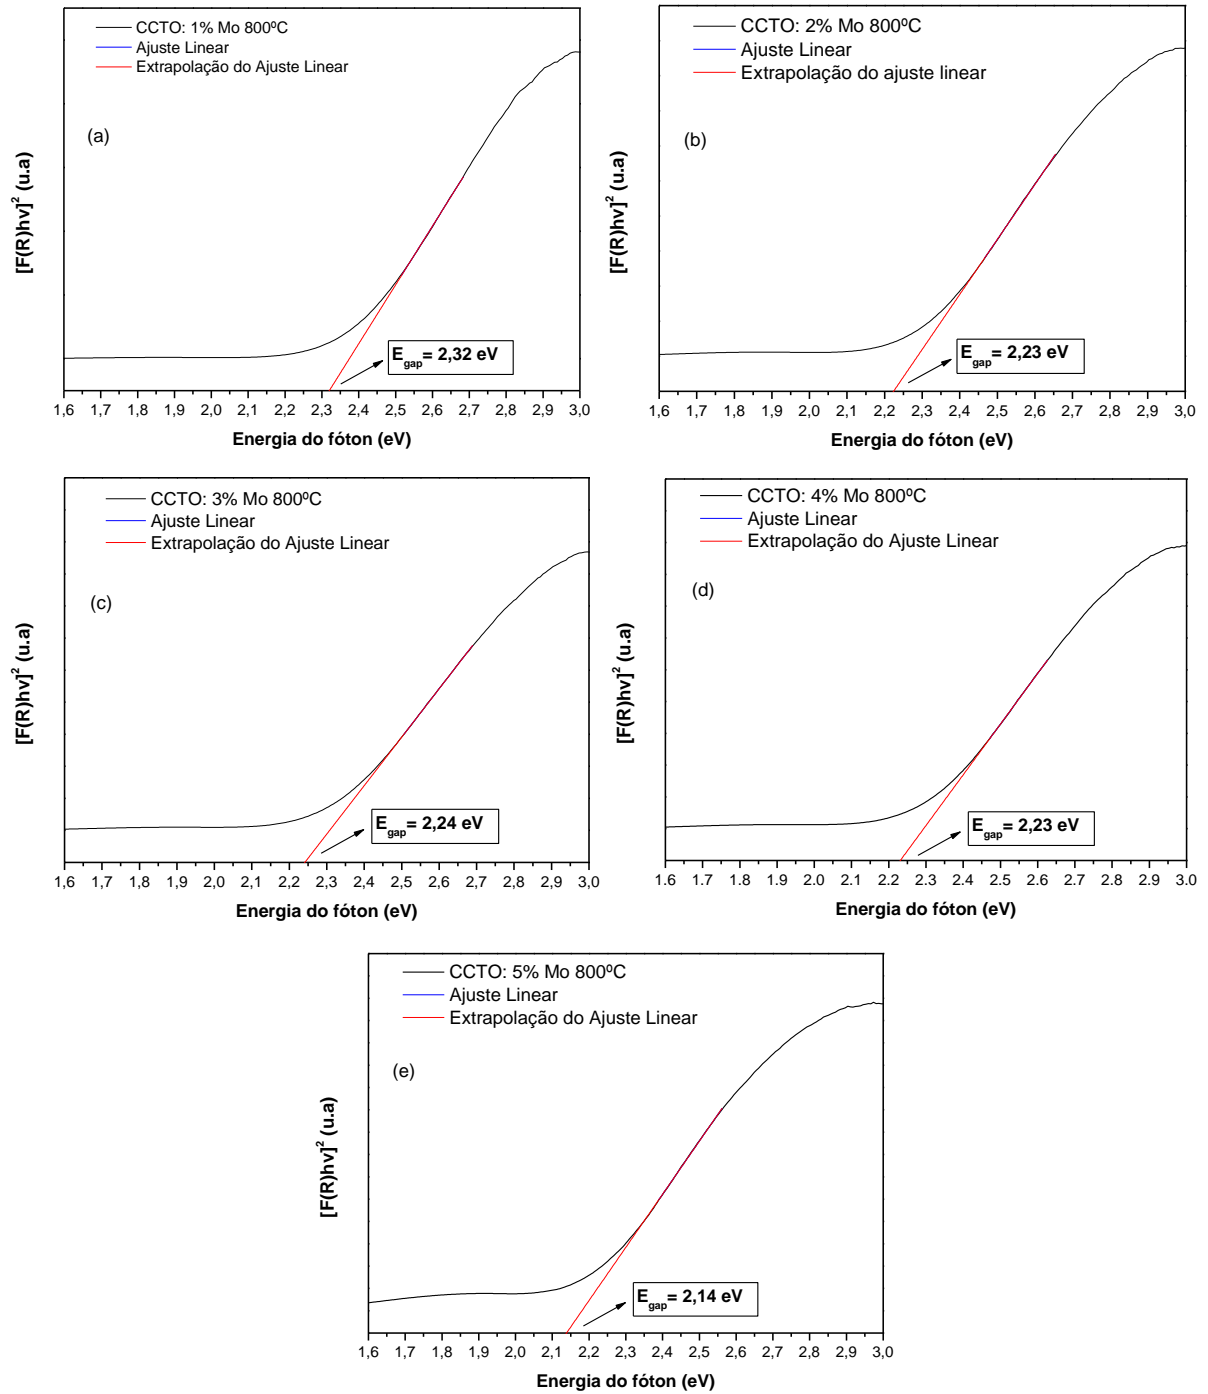 CCTO: 1% Mo 800ºC
Ajuste Linear
Extrapolação do Ajuste Linear
(a)
[F(R)hv]² (u.a)
E_gap= 2,32 eV
1,6 1,7 1,8 1,9 2,0 2,1 2,2 2,3 2,4 2,5 2,6 2,7 2,8 2,9 3,0
Energia do fóton (eV)
CCTO: 2% Mo 800ºC
Ajuste Linear
Extrapolação do ajuste linear
(b)
[F(R)hv]² (u.a)
E_gap= 2,23 eV
1,6 1,7 1,8 1,9 2,0 2,1 2,2 2,3 2,4 2,5 2,6 2,7 2,8 2,9 3,0
Energia do fóton (eV)
CCTO: 3% Mo 800ºC
Ajuste Linear
Extrapolação do Ajuste Linear
(c)
[F(R)hv]² (u.a)
E_gap= 2,24 eV
1,6 1,7 1,8 1,9 2,0 2,1 2,2 2,3 2,4 2,5 2,6 2,7 2,8 2,9 3,0
Energia do fóton (eV)
CCTO: 4% Mo 800ºC
Ajuste Linear
Extrapolação do Ajuste Linear
(d)
[F(R)hv]² (u.a)
E_gap= 2,23 eV
1.6 1.7 1.8 1.9 2.0 2.1 2.2 2.3 2.4 2.5 2.6 2.7 2.8 2.9 3.0
Energia do fóton (eV)
CCTO: 5% Mo 800ºC
Ajuste Linear
Extrapolação do Ajuste Linear
(e)
[F(R)hv]² (u.a)
E_gap= 2,14 eV
1,6 1,7 1,8 1,9 2,0 2,1 2,2 2,3 2,4 2,5 2,6 2,7 2,8 2,9 3,0
Energia do fóton (eV)